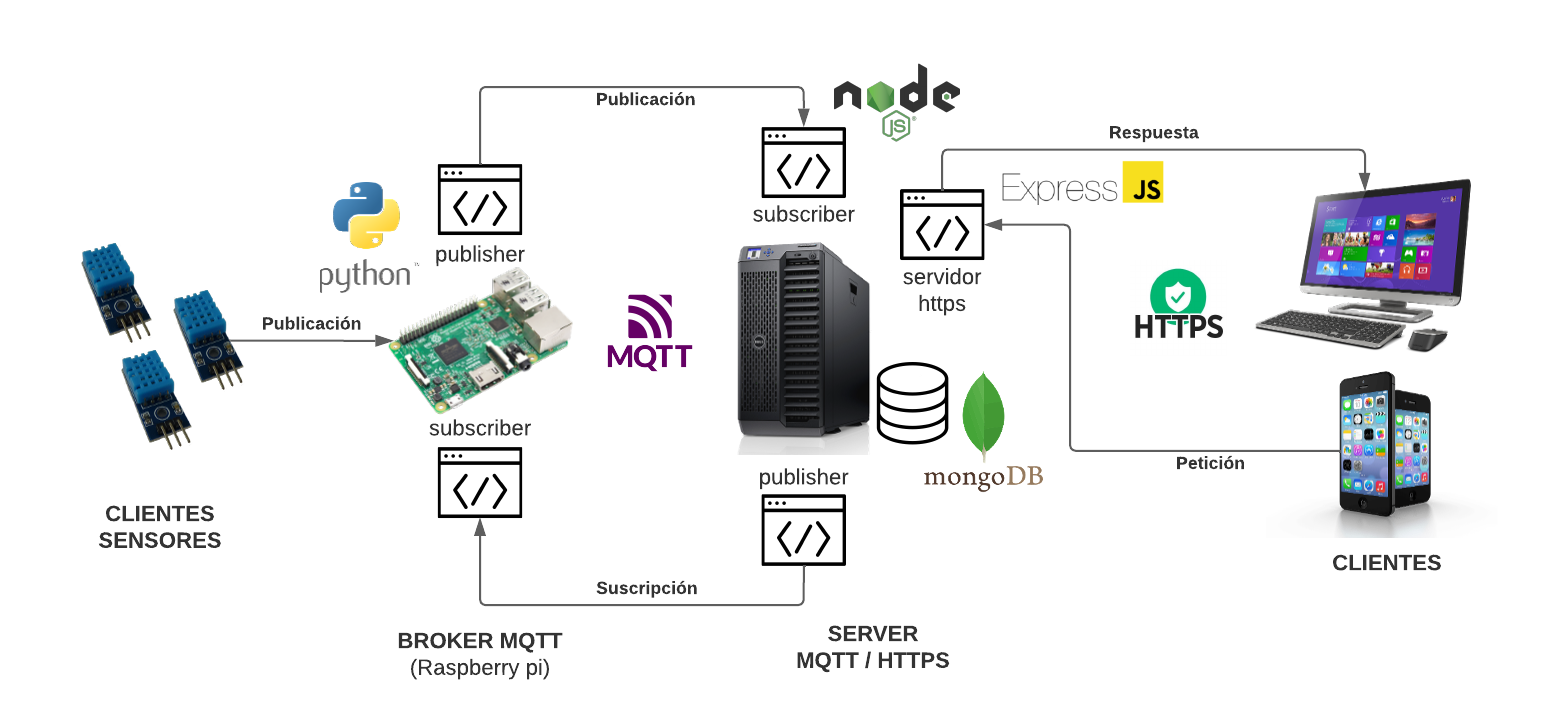 Publicación
node
JS
Respuesta
Express
JS
subscriber
publisher
python
servidor
https
Publicación
MQTT
HTTPS
subscriber
publisher
mongoDB
Petición
CLIENTES
SENSORES
CLIENTES
Suscripción
BROKER MQTT
(Raspberry pi)
SERVER
MQTT / HTTPS